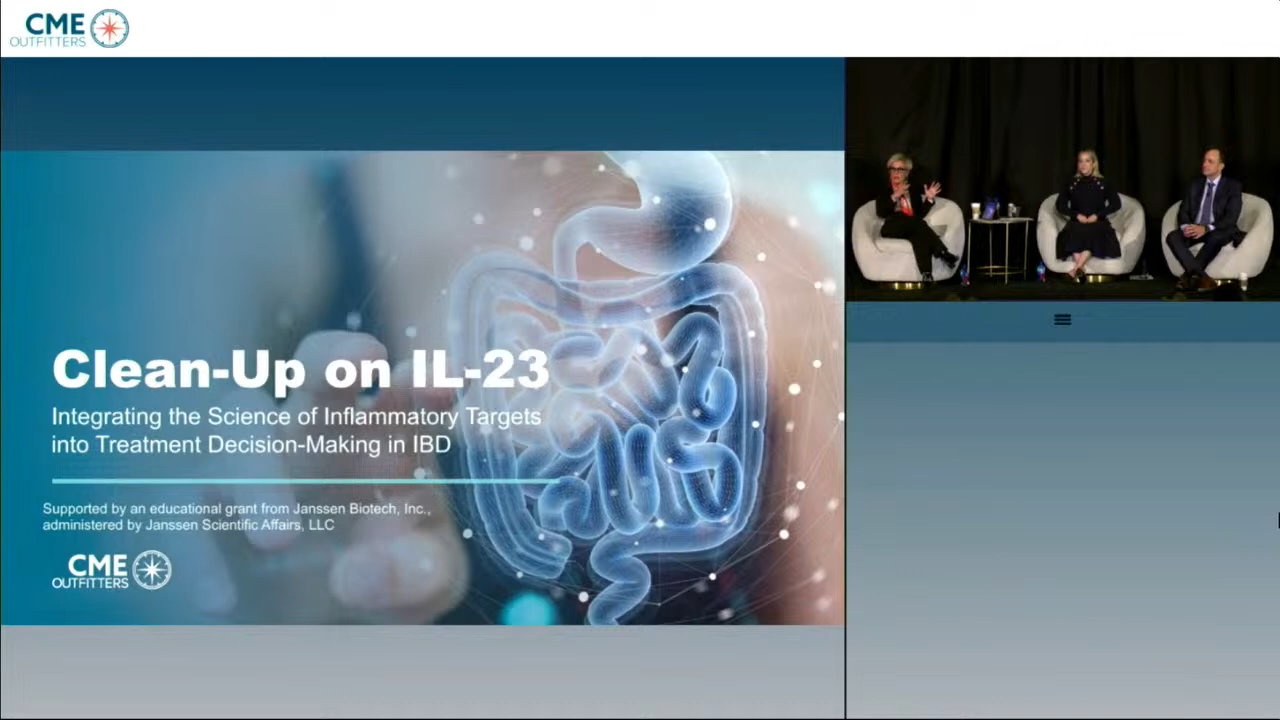 CME
OUTFITTERS
Clean-Up on IL-23
Integrating the Science of Inflammatory Targets
into Treatment Decision-Making in IBD
Supported by an educational grant from Janssen Biotech, Inc.,
administered by Janssen Scientific Affairs, LLC
CME
OUTFITTERS